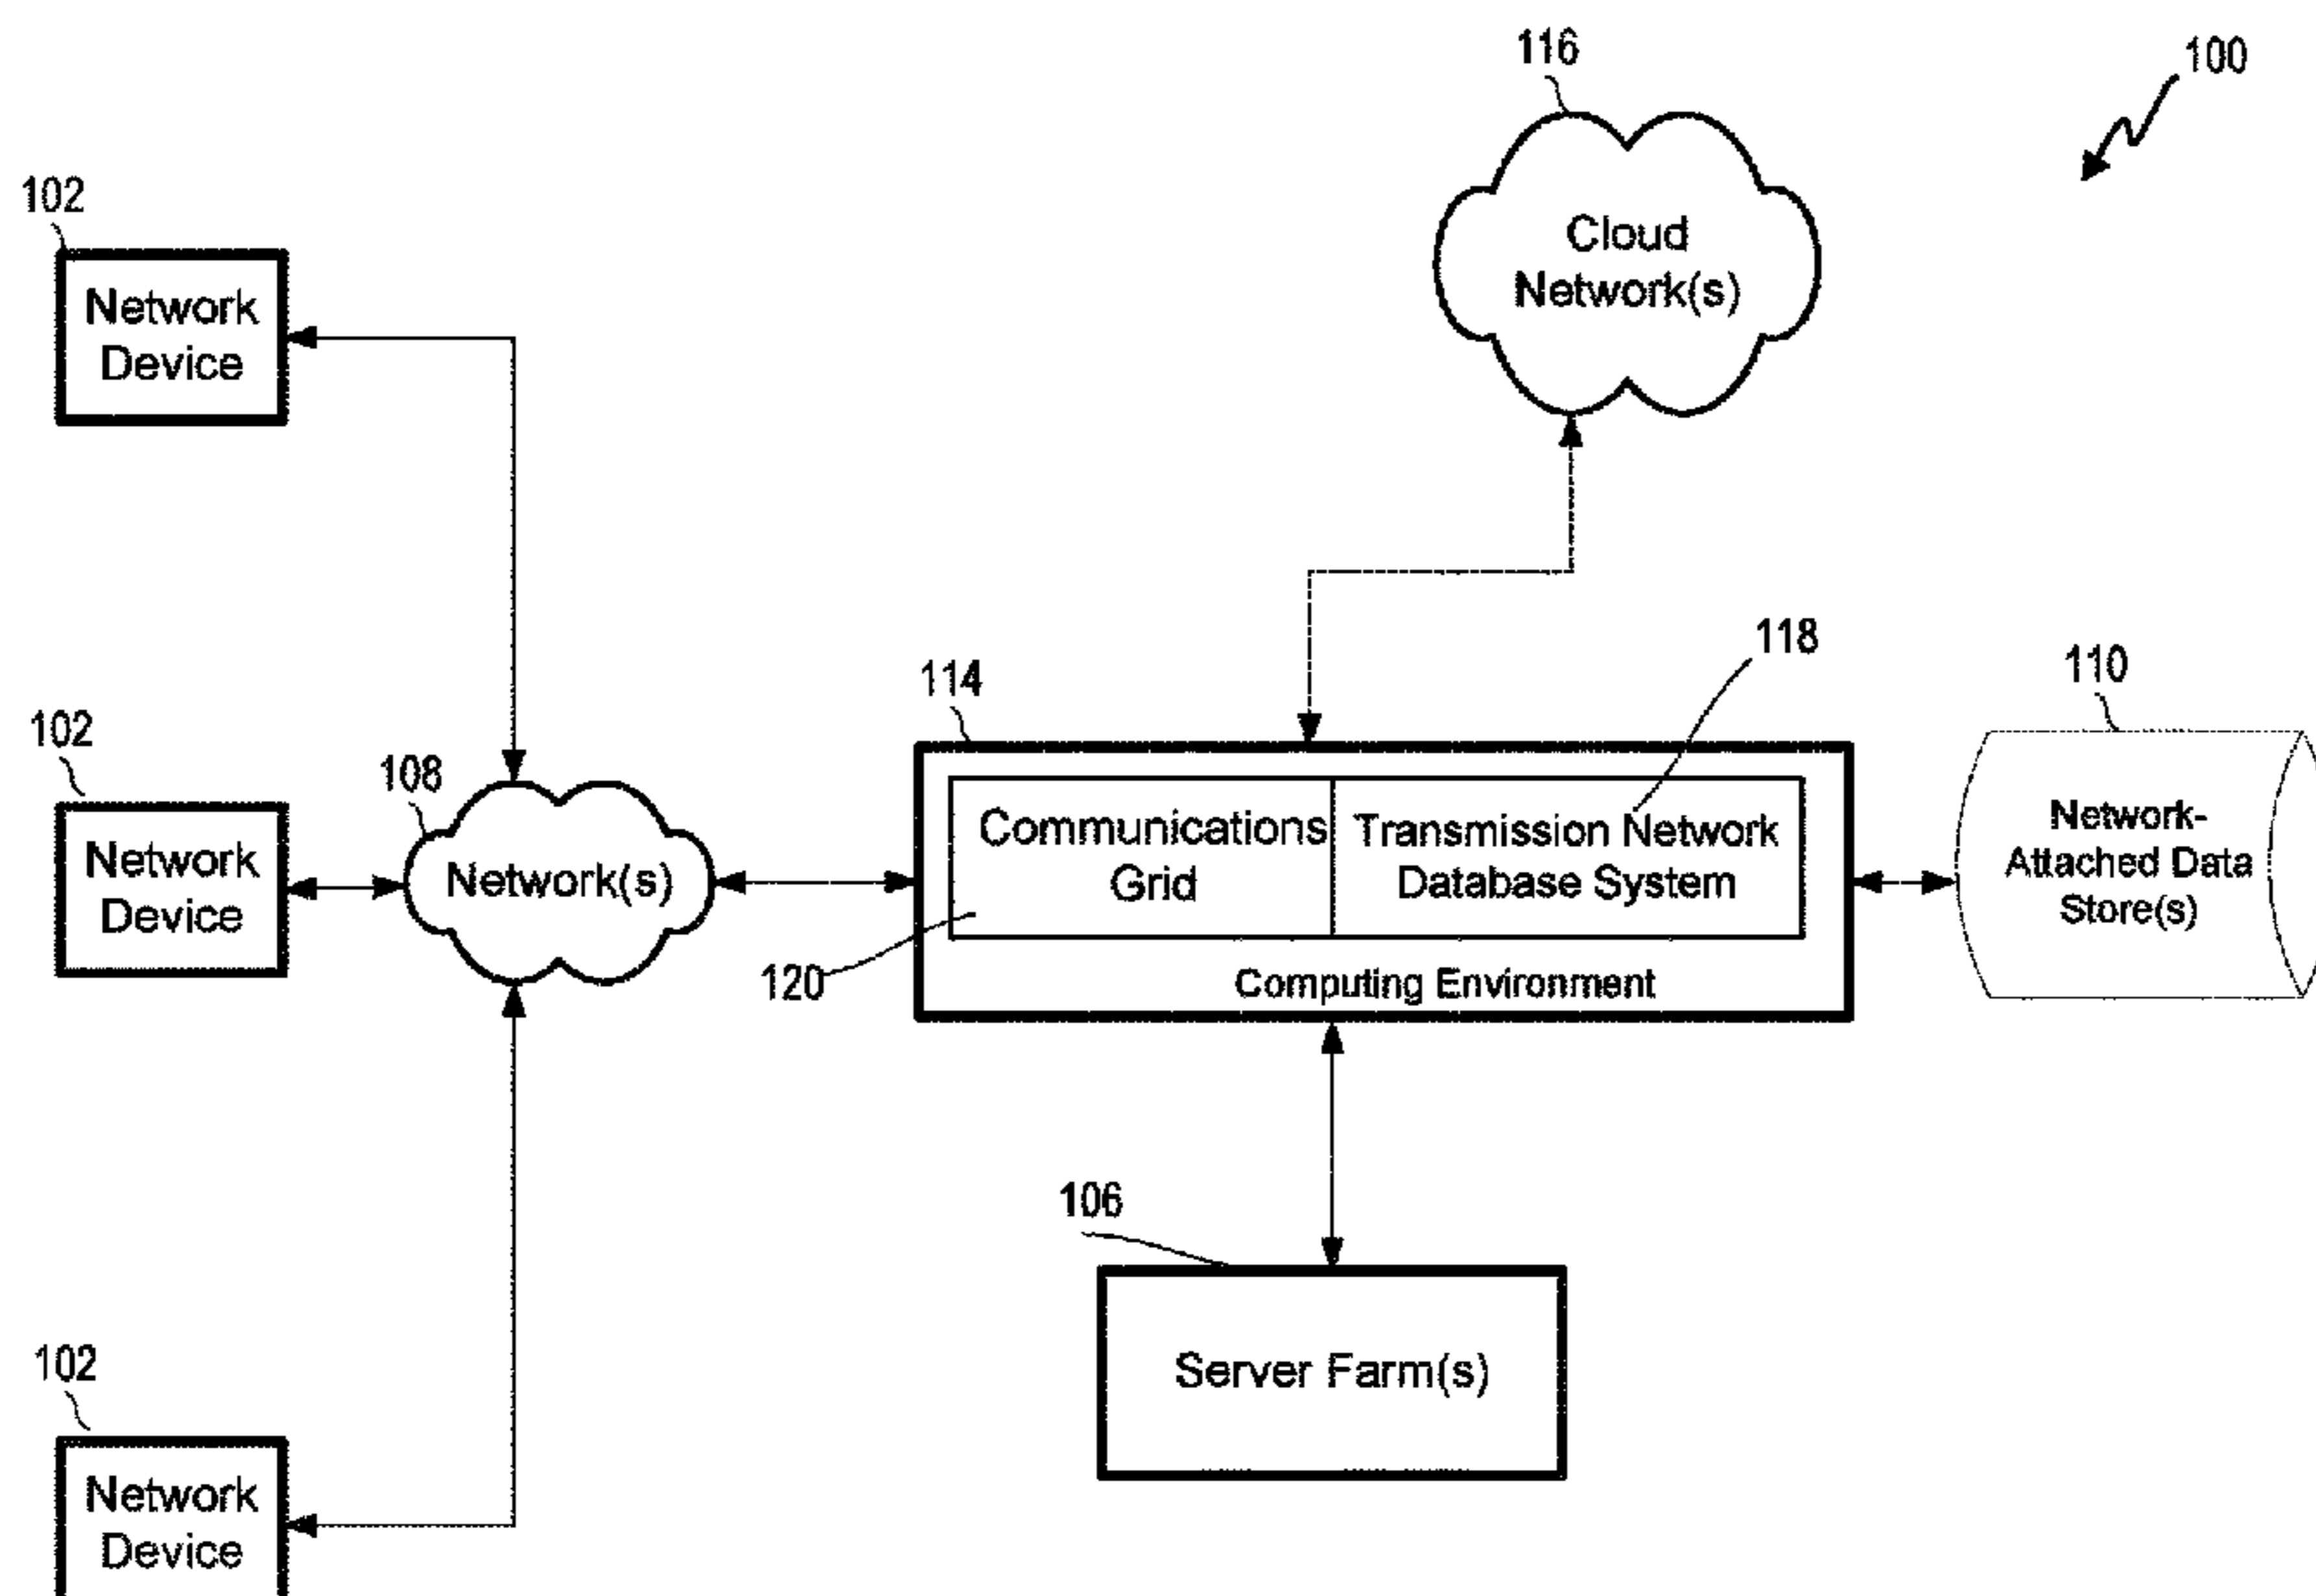 116
100
Cloud
Network(s)
102
Network
Device
118
114
110
102
108
Network
Device
Network(s)
Communications
Grid
Transmission Network
Database System
Network-
Attached Data
Store(s)
120
Computing Environment
106
Server Farm(s)
102
Network
Device